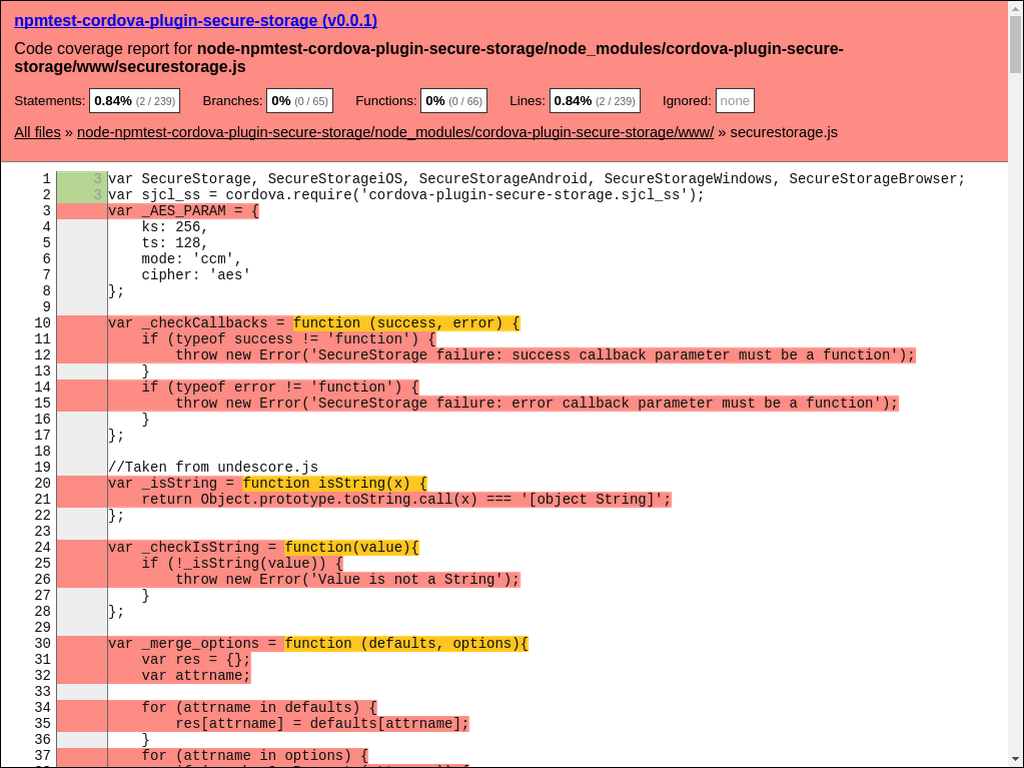 npmtest-cordova-plugin-secure-storage (v0.0.1)
Code coverage report for node-npmtest-cordova-plugin-secure-storage/node_modules/cordova-plugin-secure-
storage/www/securestorage.js
Statements: 0.84% (2 / 239) Branches: 0% (0 / 65) Functions: 0% (0 / 66) Lines: 0.84% (2 / 239) Ignored: none
All files » node-npmtest-cordova-plugin-secure-storage/node_modules/cordova-plugin-secure-storage/www/ » securestorage.js
1 3 var SecureStorage, SecureStorageiOS, SecureStorageAndroid, SecureStorageWindows, SecureStorageBrowser;
2 3 var sjcl_ss = cordova.require('cordova-plugin-secure-storage.sjcl_ss');
3 var _AES_PARAM = {
4     ks: 256,
5     ts: 128,
6     mode: 'ccm',
7     cipher: 'aes'
8 };
9
10 var _checkCallbacks = function (success, error) {
11     if (typeof success != 'function') {
12         throw new Error('SecureStorage failure: success callback parameter must be a function');
13     }
14     if (typeof error != 'function') {
15         throw new Error('SecureStorage failure: error callback parameter must be a function');
16     }
17 };
18
19 //Taken from undescore.js
20 var _isString = function isString(x) {
21     return Object.prototype.toString.call(x) === '[object String]';
22 };
23
24 var _checkIsString = function(value){
25     if (!_isString(value)) {
26         throw new Error('Value is not a String');
27     }
28 };
29
30 var _merge_options = function (defaults, options){
31     var res = {};
32     var attrname;
33
34     for (attrname in defaults) {
35         res[attrname] = defaults[attrname];
36     }
37     for (attrname in options) {